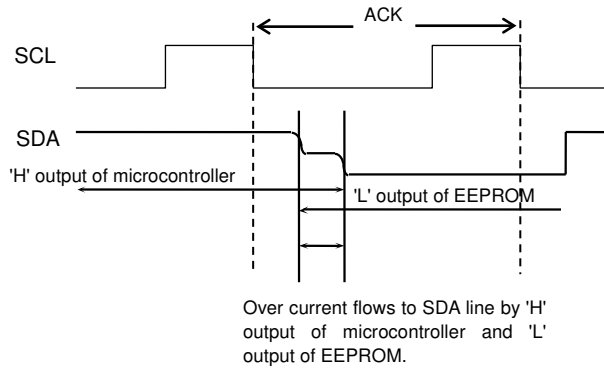 ACK
SCL
SDA
'H' output of microcontroller
'L' output of EEPROM
Over current flows to SDA line by 'H'
output of microcontroller and 'L'
output of EEPROM.